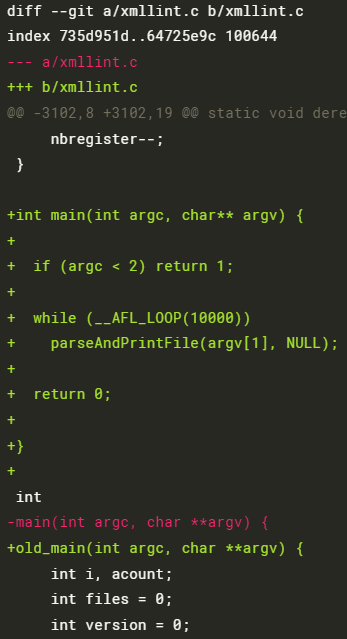 diff --git a/xmllint.c b/xmllint.c
index 735d951d..64725e9c 100644
--- a/xmllint.c
+++ b/xmllint.c
@@ -3102,8 +3102,19 @@ static void dere
     nbregister--;
 }

+int main(int argc, char** argv) {
+
+  if (argc < 2) return 1;
+
+  while (__AFL_LOOP(10000))
+    parseAndPrintFile(argv[1], NULL);
+
+  return 0;
+
+}
+
 int
-main(int argc, char **argv) {
+old_main(int argc, char **argv) {
     int i, acount;
     int files = 0;
     int version = 0;